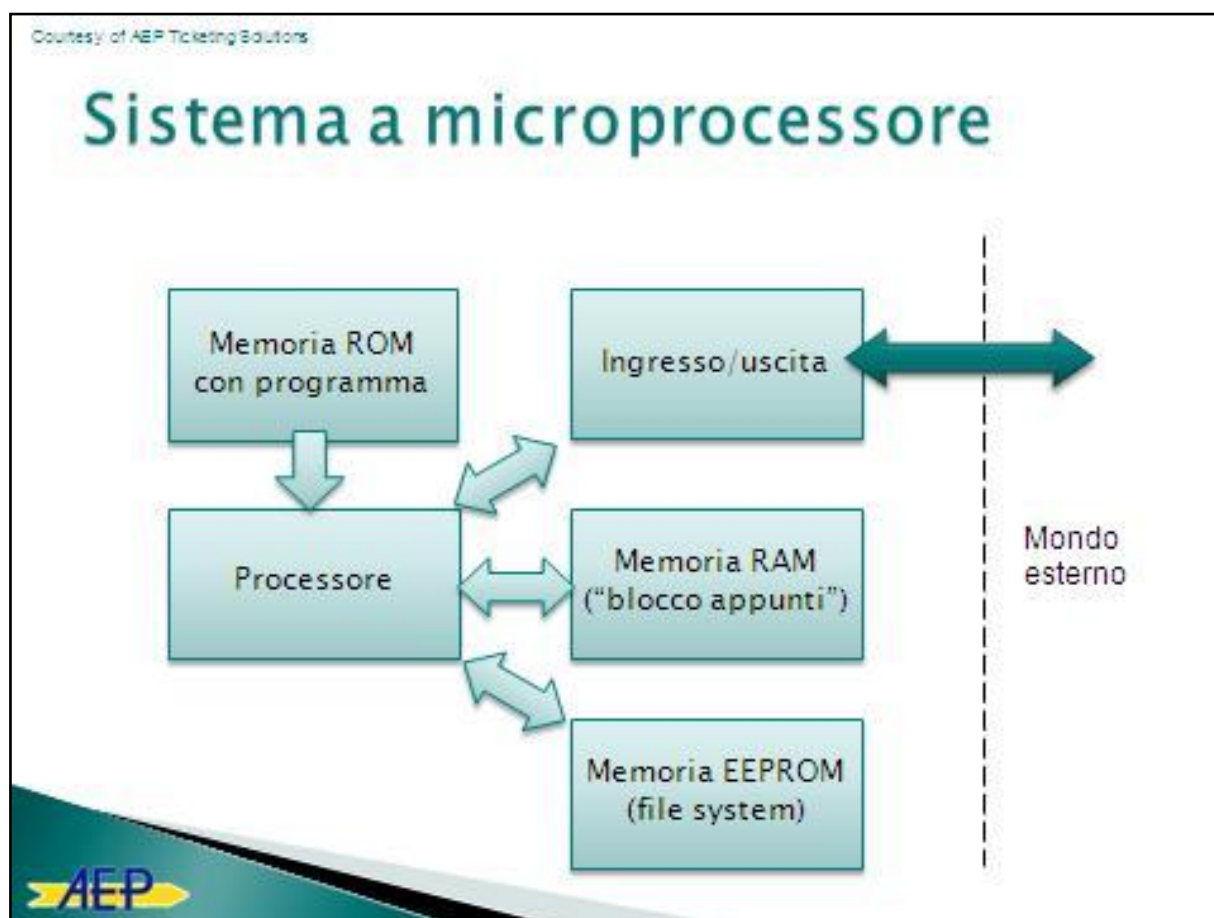 Courtesy of AEP Ticketing Solutions
Sistema a microprocessore
Memoria ROM
con programma
Ingresso/uscita
Processore
Memoria RAM
("blocco appunti")
Mondo
esterno
Memoria EEPROM
(file system)
AEP